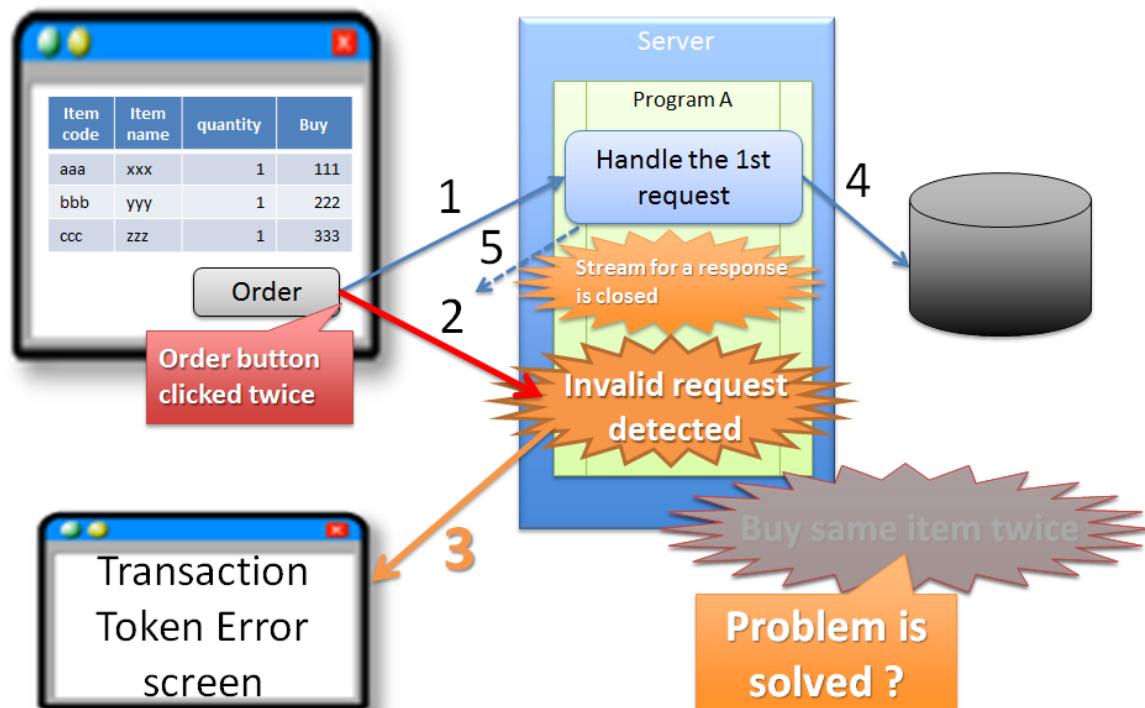 Server
Program A
Item code
Item name
quantity
Buy
aaa xxx 1 111
bbb yyy 1 222
ccc zzz 1 333
Order
Order button
clicked twice
1
Handle the 1st
request
4
5
Stream for a response
is closed
2
Invalid request
detected
3
Transaction
Token Error
screen
Buy same item twice
Problem is
solved ?